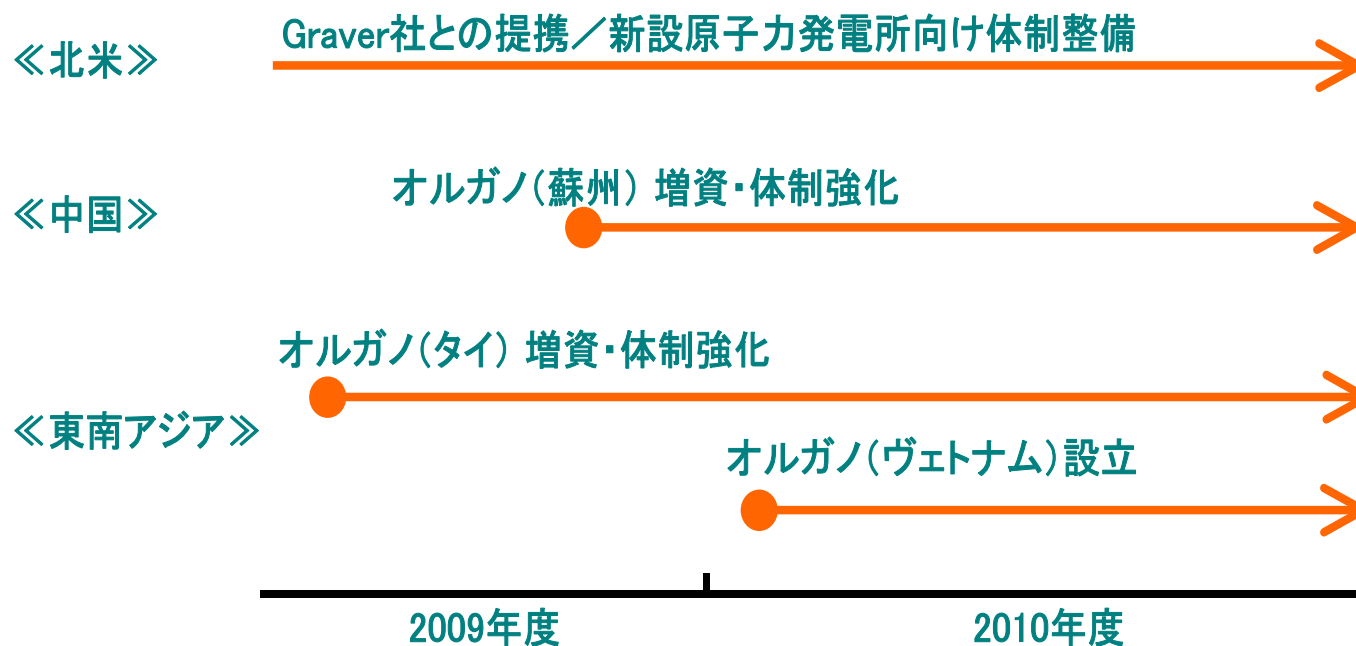 ≪北米≫
Graver社との提携／新設原子力発電所向け体制整備
≪中国≫
オルガノ（蘇州） 増資・体制強化
≪東南アジア≫
オルガノ（タイ） 増資・体制強化
オルガノ（ヴェトナム）設立
2009年度
2010年度